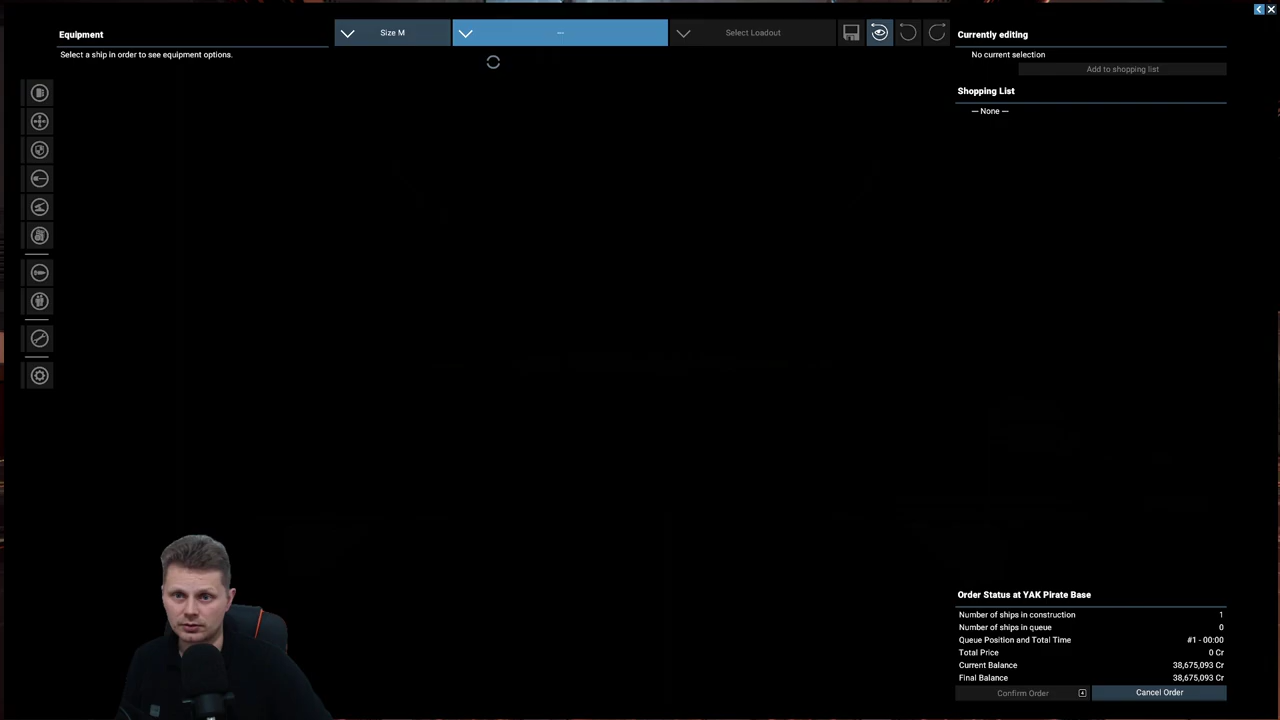 Equipment
Select a ship in order to see equipment options.
Size M
---
Select Loadout
Currently editing
No current selection
Add to shopping list
Shopping List
— None —
Order Status at YAK Pirate Base
Number of ships in construction 1
Number of ships in queue 0
Queue Position and Total Time #1 - 00:00
Total Price 0 Cr
Current Balance 38,675,093 Cr
Final Balance 38,675,093 Cr
Confirm Order
Cancel Order